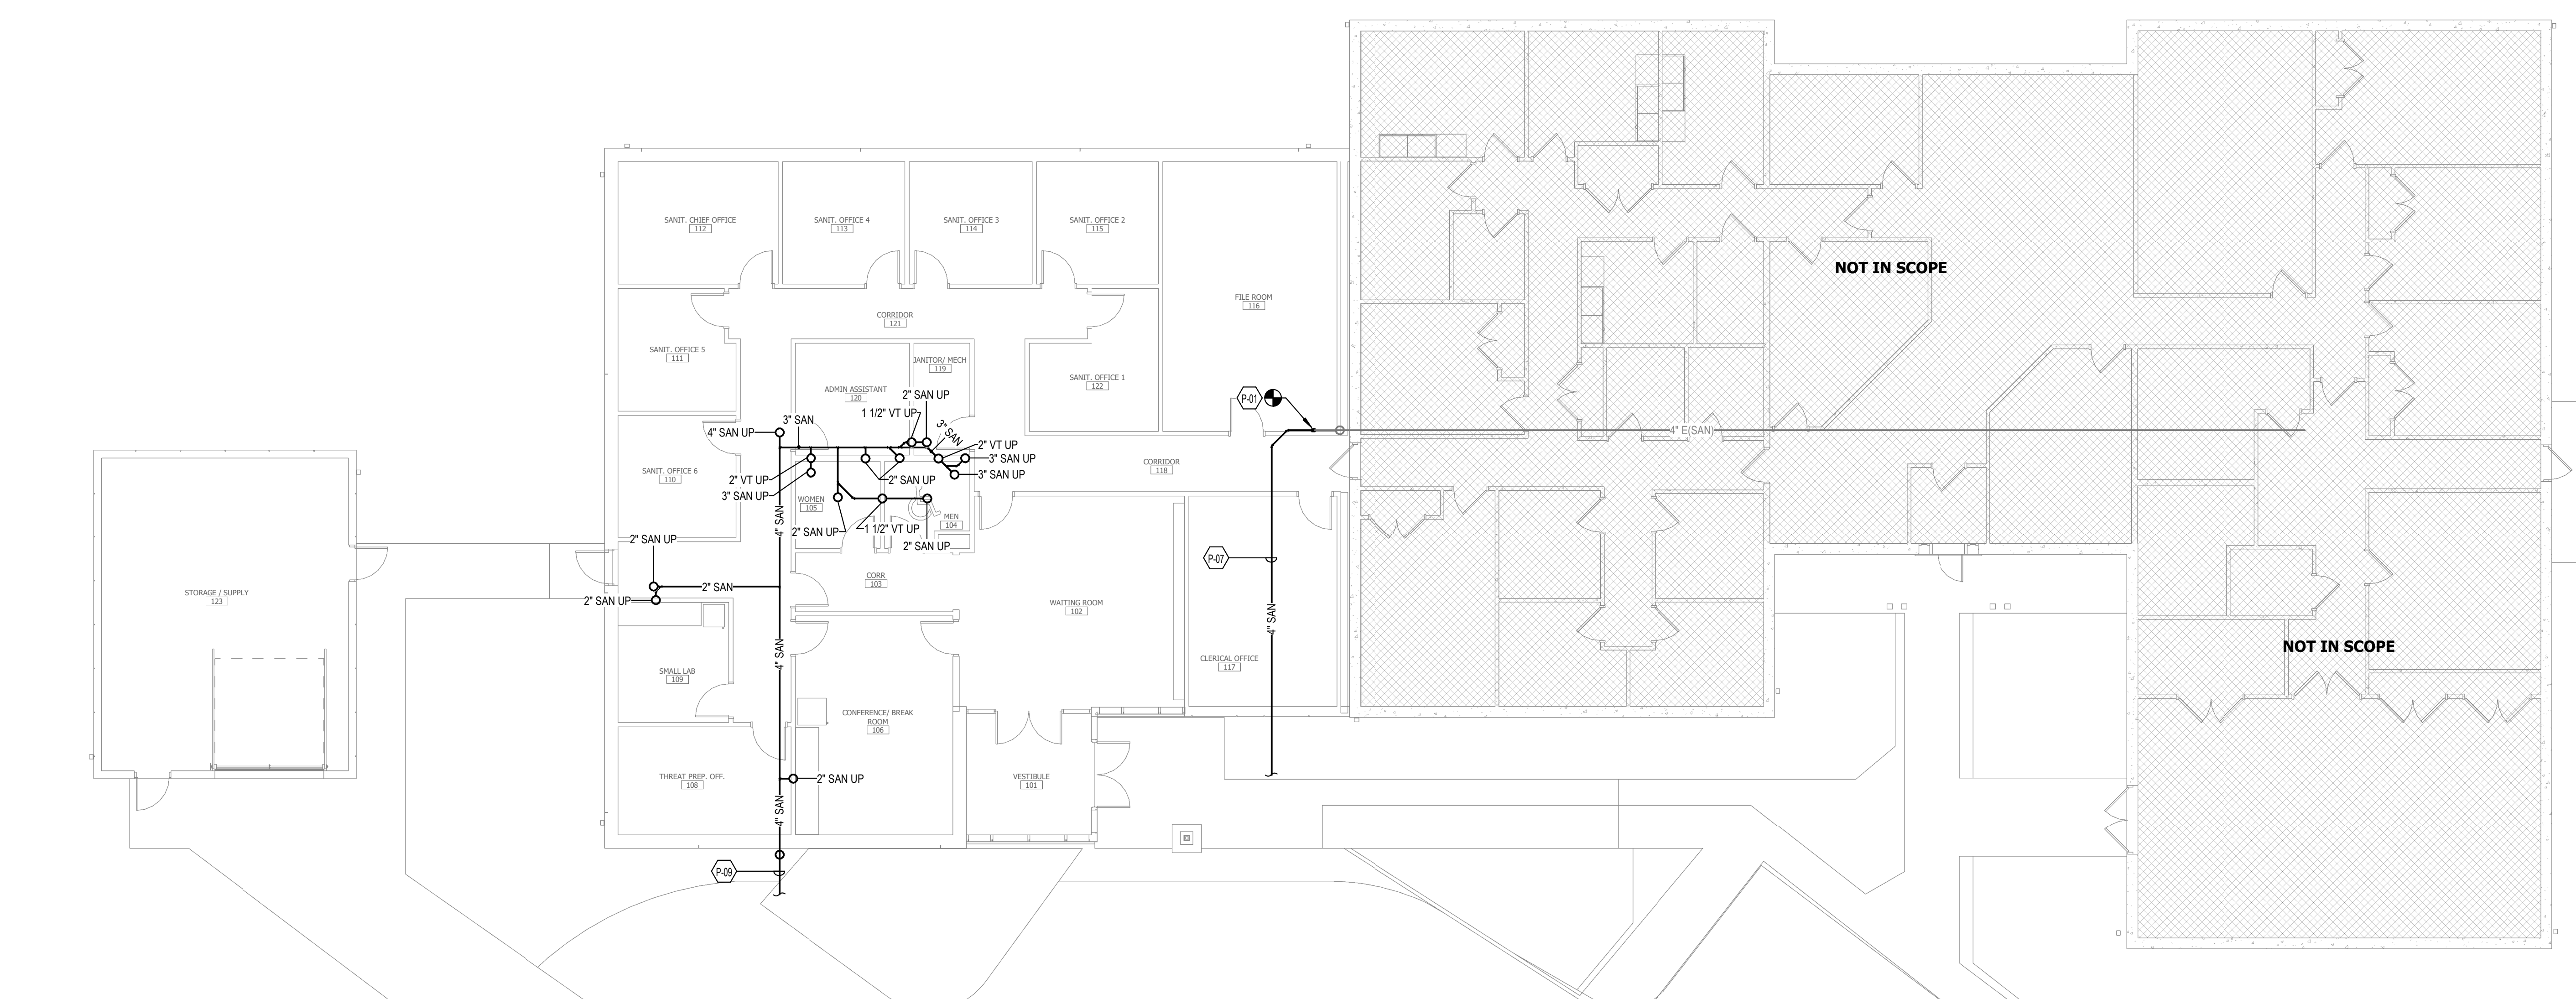 NOT IN SCOPE
SANIT. CHIEF OFFICE
112
SANIT. OFFICE 4
113
SANIT. OFFICE 3
114
SANIT. OFFICE 2
115
FILE ROOM
116
CORRIDOR
121
SANIT. OFFICE 5
111
JANITOR/ MECH
119
ADMIN ASSISTANT
120
SANIT. OFFICE 1
122
2" SAN UP
P-01
1 1/2" VT UP
3" SAN
4" SAN UP
3" SAN
4" E(SAN)
2" VT UP
3" SAN UP
3" SAN UP
CORRIDOR
118
SANIT. OFFICE 6
110
2" VT UP
3" SAN UP
2" SAN UP
WOMEN
105
MEN
104
4" SAN
2" SAN UP
1 1/2" VT UP
2" SAN UP
2" SAN UP
P-07
CORR
103
2" SAN
2" SAN UP
STORAGE / SUPPLY
123
WAITING ROOM
102
4" SAN
4" SAN
NOT IN SCOPE
CLERICAL OFFICE
117
SMALL LAB
109
CONFERENCE/ BREAK
ROOM
106
THREAT PREP. OFF.
108
2" SAN UP
VESTIBULE
101
4" SAN
P-09